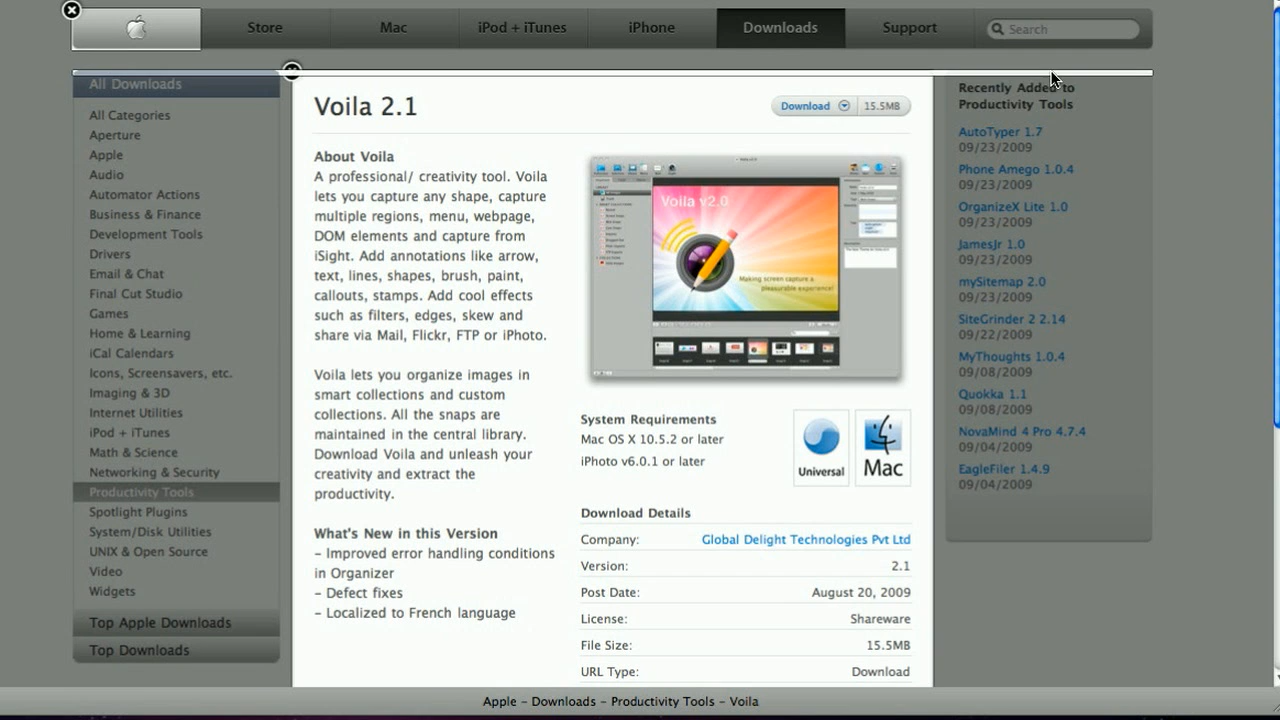 Store
Mac
iPod + iTunes
iPhone
Downloads
Support
Search
All Downloads
All Categories
Aperture
Apple
Audio
Automator Actions
Business & Finance
Development Tools
Drivers
Email & Chat
Final Cut Studio
Games
Home & Learning
iCal Calendars
Icons, Screensavers, etc.
Imaging & 3D
Internet Utilities
iPod + iTunes
Math & Science
Networking & Security
Productivity Tools
Spotlight Plugins
System/Disk Utilities
UNIX & Open Source
Video
Widgets
Top Apple Downloads
Top Downloads
Voila 2.1
Download
15.5MB
About Voila
A professional/ creativity tool. Voila
lets you capture any shape, capture
multiple regions, menu, webpage,
DOM elements and capture from
iSight. Add annotations like arrow,
text, lines, shapes, brush, paint,
callouts, stamps. Add cool effects
such as filters, edges, skew and
share via Mail, Flickr, FTP or iPhoto.
Voila lets you organize images in
smart collections and custom
collections. All the snaps are
maintained in the central library.
Download Voila and unleash your
creativity and extract the
productivity.
What's New in this Version
- Improved error handling conditions
in Organizer
- Defect fixes
- Localized to French language
Voila v2.0
Making screen capture a
pleasurable experience!
System Requirements
Mac OS X 10.5.2 or later
iPhoto v6.0.1 or later
Universal
Mac
Download Details
Company: Global Delight Technologies Pvt Ltd
Version: 2.1
Post Date: August 20, 2009
License: Shareware
File Size: 15.5MB
URL Type: Download
Recently Added to
Productivity Tools
AutoTyper 1.7
09/23/2009
Phone Amego 1.0.4
09/23/2009
OrganizeX Lite 1.0
09/23/2009
JamesJr 1.0
09/23/2009
mySitemap 2.0
09/23/2009
SiteGrinder 2 2.14
09/22/2009
MyThoughts 1.0.4
09/08/2009
Quokka 1.1
09/08/2009
NovaMind 4 Pro 4.7.4
09/04/2009
EagleFiler 1.4.9
09/04/2009
Apple - Downloads - Productivity Tools - Voila